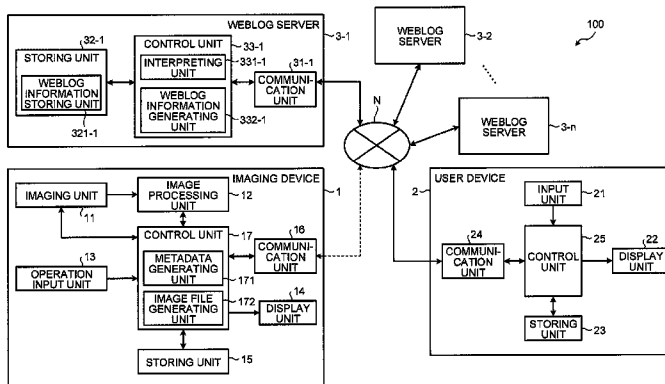 WEBLOG SERVER
3-1
32-1
STORING UNIT
WEBLOG
INFORMATION
STORING UNIT
321-1
CONTROL UNIT
33-1
331-1
INTERPRETING
UNIT
WEBLOG
INFORMATION
GENERATING
UNIT
332-1
31-1
COMMUNI-
CATION
UNIT
3-2
WEBLOG
SERVER
100
N
WEBLOG
SERVER
3-n
IMAGING DEVICE
1
IMAGING UNIT
11
IMAGE
PROCESSING
UNIT
12
13
OPERATION
INPUT UNIT
CONTROL UNIT
17
METADATA
GENERATING
UNIT
171
IMAGE FILE
GENERATING
UNIT
172
16
COMMUNI-
CATION
UNIT
14
DISPLAY
UNIT
STORING UNIT
15
2
USER DEVICE
INPUT
UNIT
21
24
COMMUNI-
CATION
UNIT
25
CONTROL
UNIT
22
DISPLAY
UNIT
STORING
UNIT
23